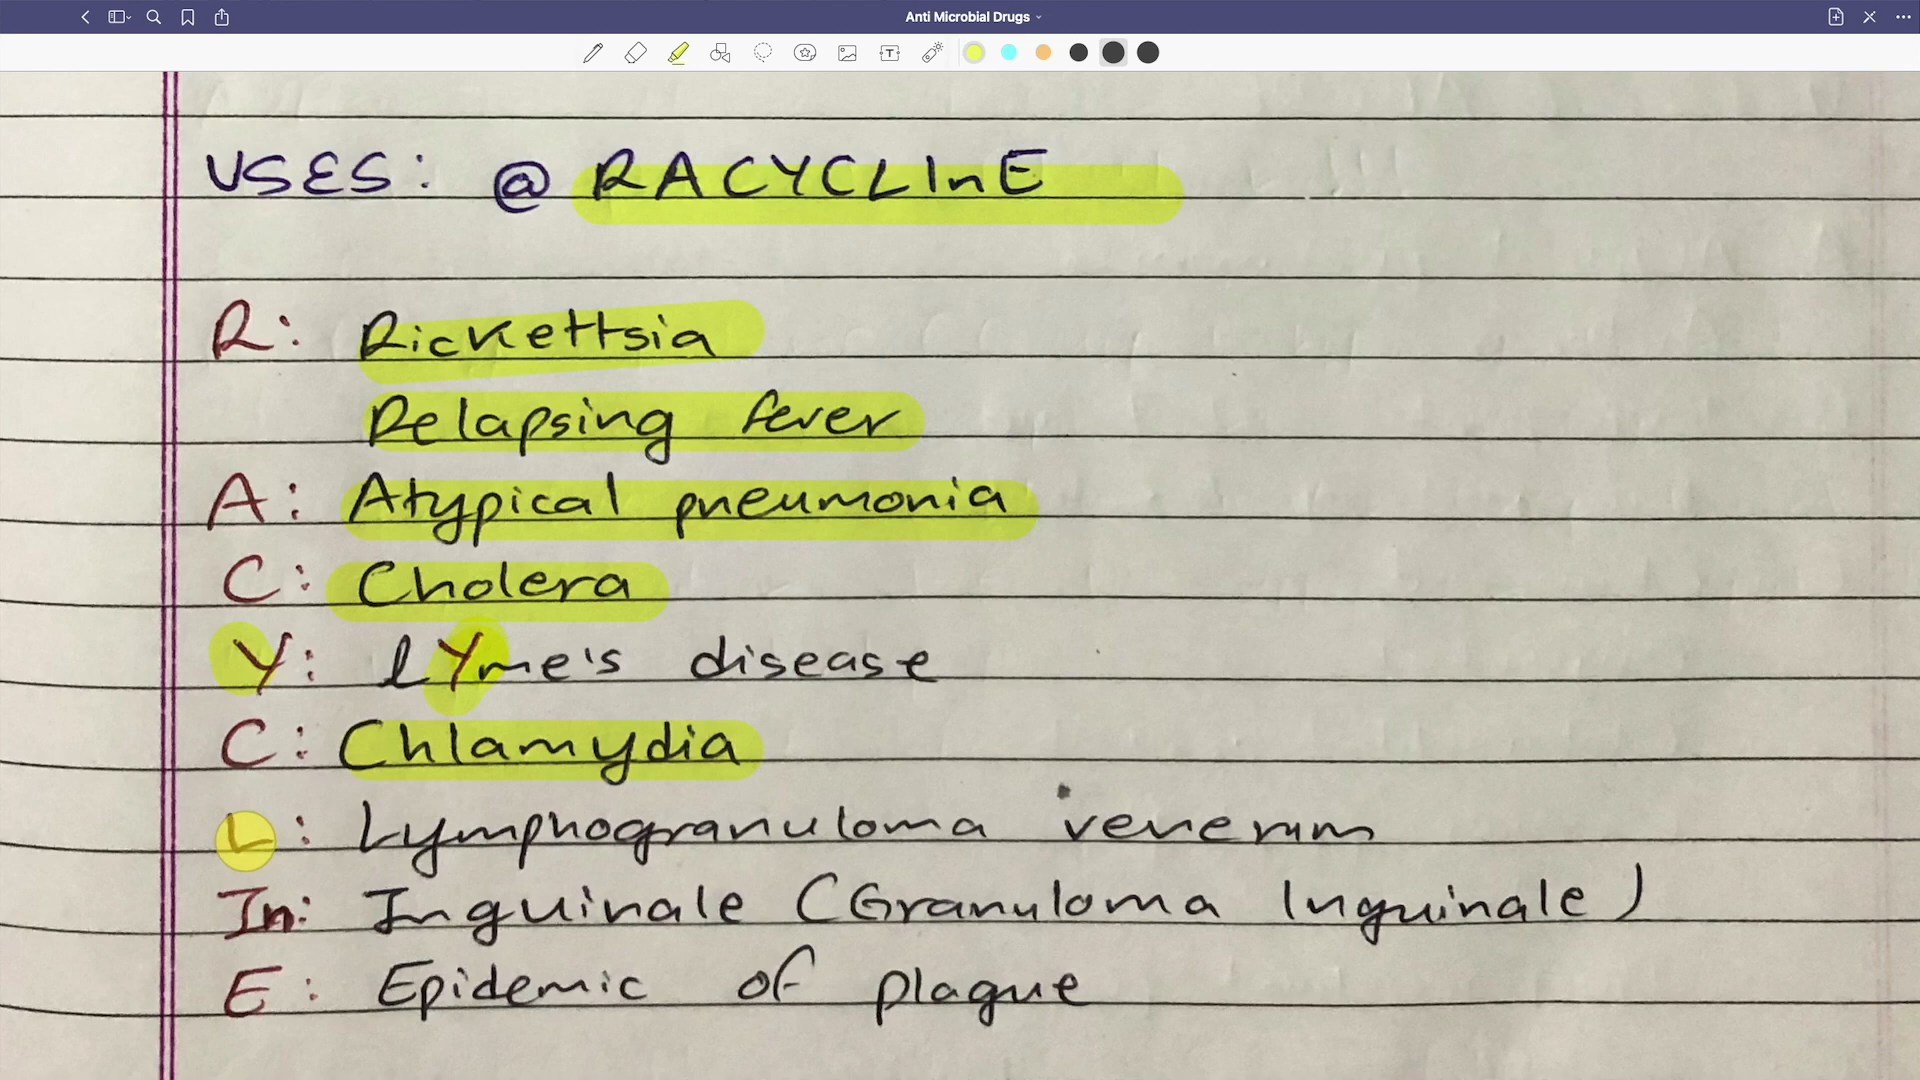 Anti Microbial Drugs
USES: @ RACYCLInE
R: Rickettsia
Relapsing fever
A: Atypical pneumonia
C: Cholera
Y: lYme's disease
C: Chlamydia
L: Lymphogranuloma venerum
In: Inguinale (Granuloma Inguinale)
E: Epidemic of plague